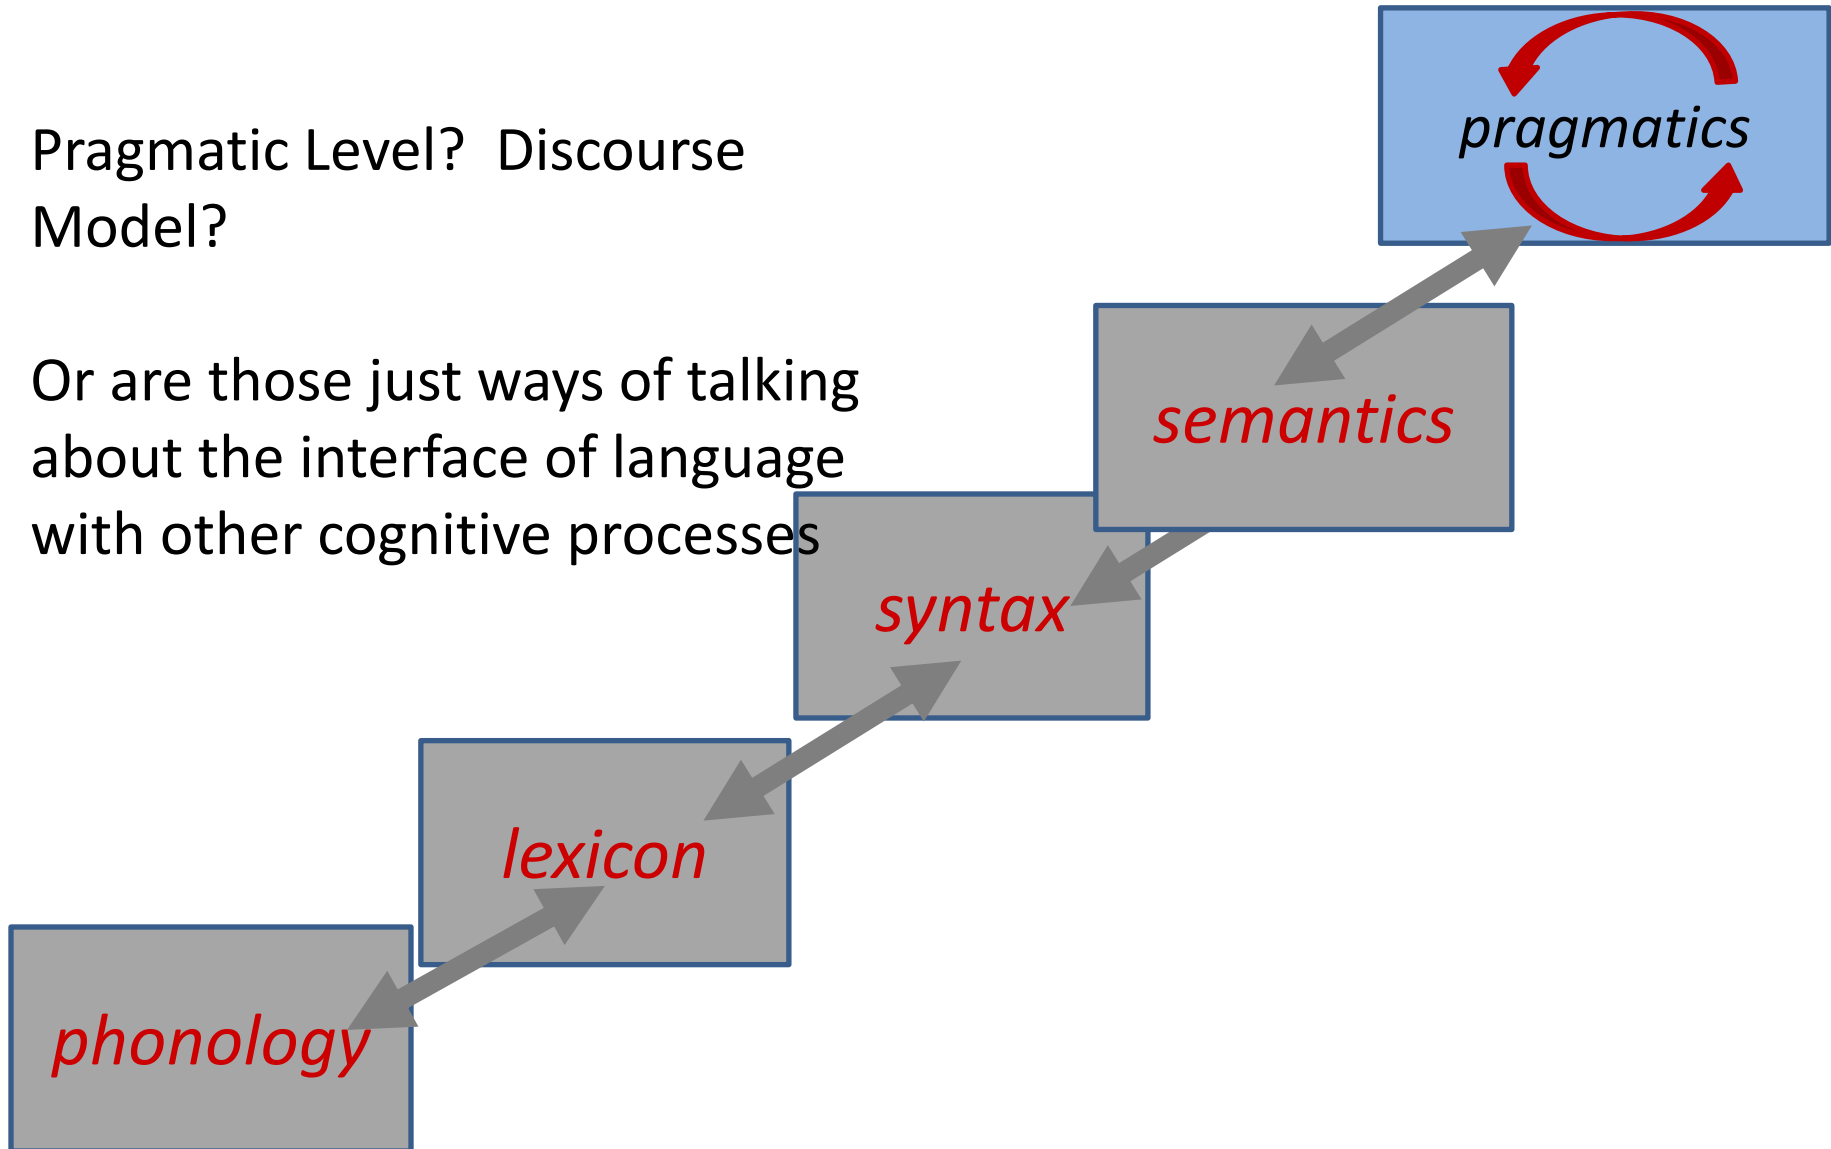 Pragmatic Level?  Discourse
Model?
Or are those just ways of talking
about the interface of language
with other cognitive processes
pragmatics
semantics
syntax
lexicon
phonology